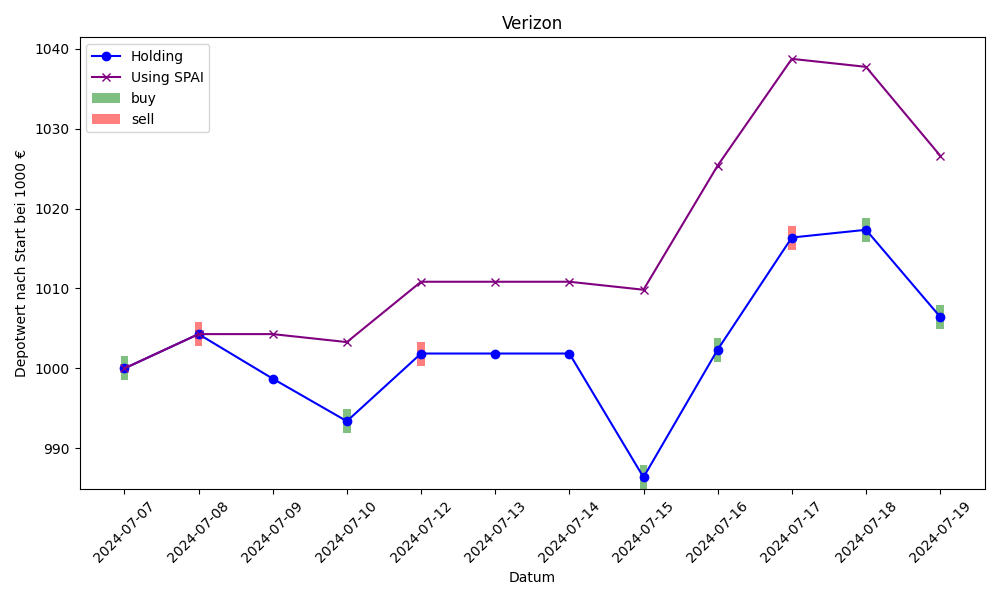 Verizon
Holding
Using SPAI
buy
sell
Depotwert nach Start bei 1000 €
1040
1030
1020
1010
1000
990
2024-07-07
2024-07-08
2024-07-09
2024-07-10
2024-07-12
2024-07-13
2024-07-14
2024-07-15
2024-07-16
2024-07-17
2024-07-18
2024-07-19
Datum